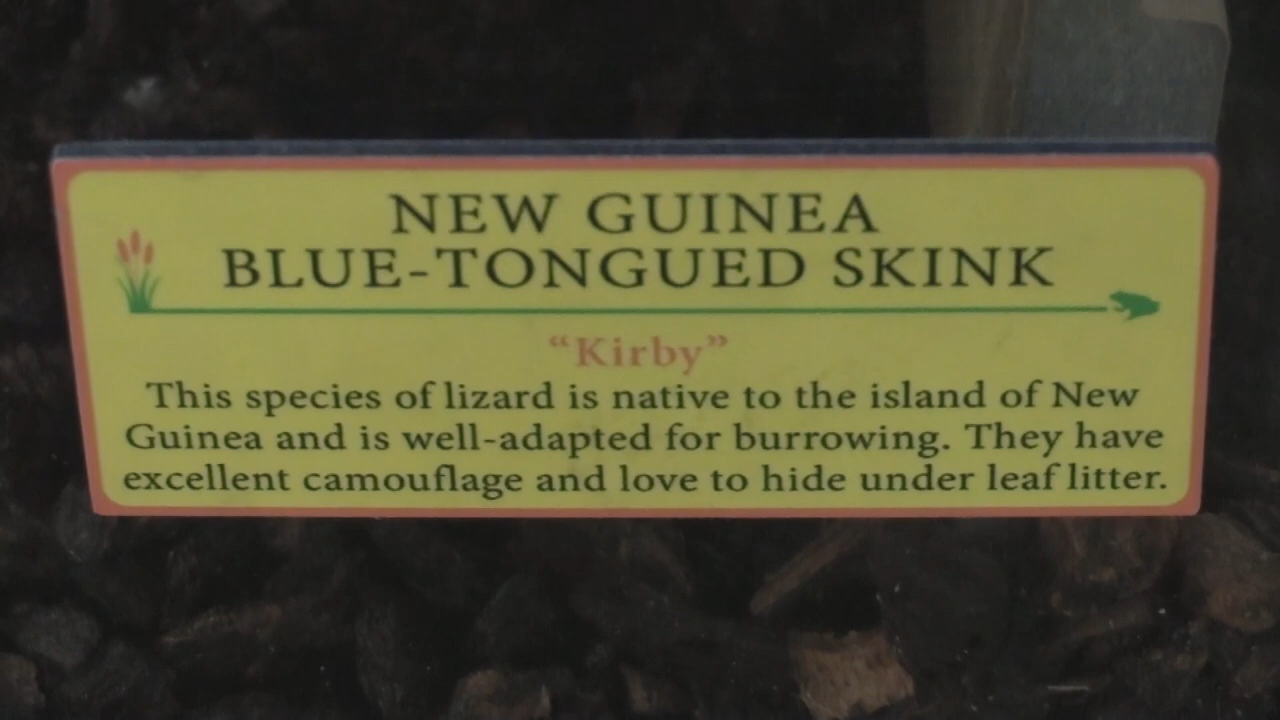 NEW GUINEA
BLUE-TONGUED SKINK
“Kirby”
This species of lizard is native to the island of New
Guinea and is well-adapted for burrowing. They have
excellent camouflage and love to hide under leaf litter.